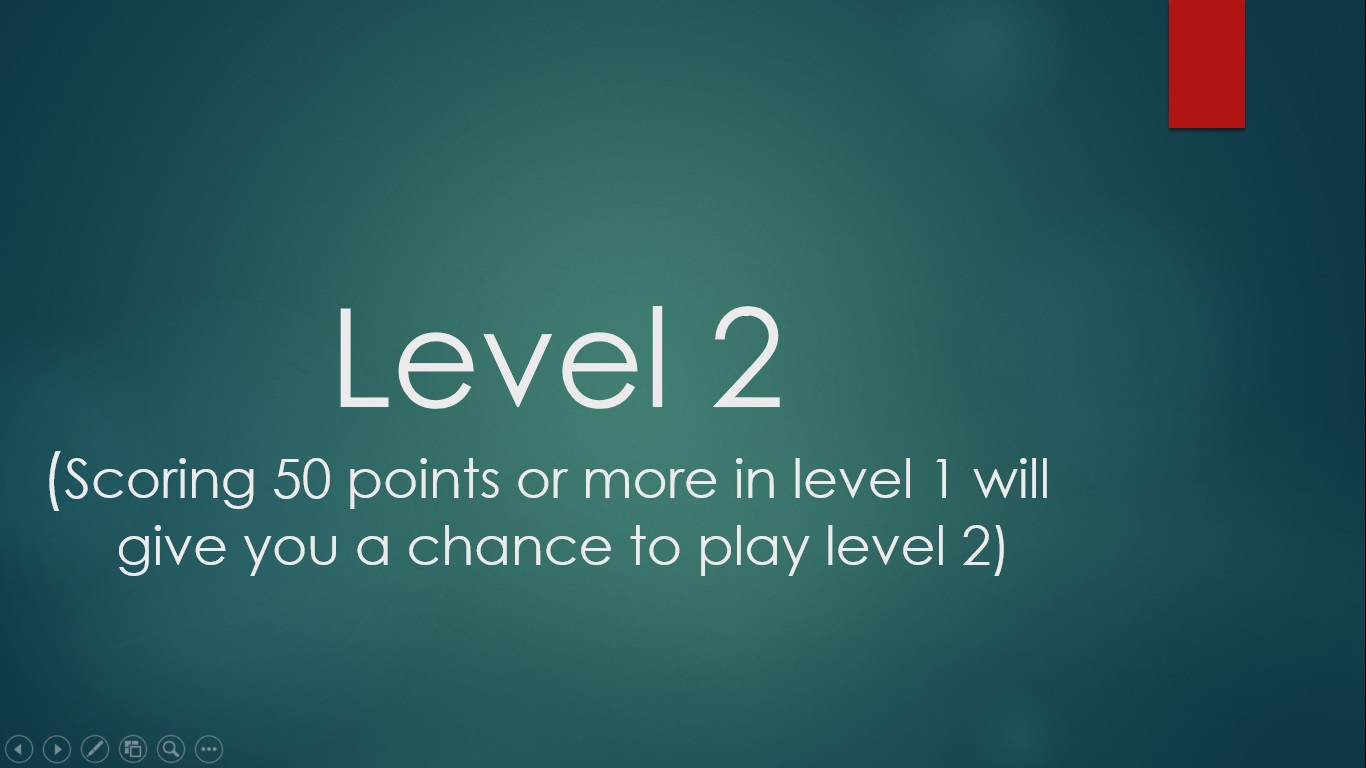 Level 2
(Scoring 50 points or more in level 1 will
give you a chance to play level 2)